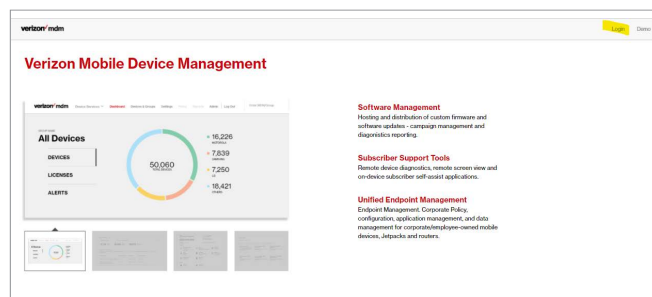 verizon✓ mdm
Login Demo
Verizon Mobile Device Management
verizon✓ mdm
Dashboard
Log Out
All Devices
DEVICES
LICENSES
ALERTS
50,060
16,226
7,839
7,250
18,421
Software Management
Hosting and distribution of custom firmware and
software updates - campaign management and
diagonistics reporting.
Subscriber Support Tools
Remote device diagnostics, remote screen view and
on-device subscriber self-assist applications.
Unified Endpoint Management
Endpoint Management, Corporate Policy,
configuration, application management, and data
management for corporate/employee-owned mobile
devices, Jetpacks and routers.